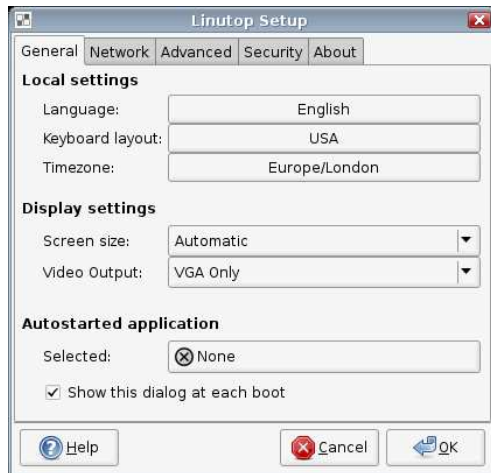 Linutop Setup
General Network Advanced Security About
Local settings
Language: English
Keyboard layout: USA
Timezone: Europe/London
Display settings
Screen size: Automatic
Video Output: VGA Only
Autostarted application
Selected: None
Show this dialog at each boot
Help Cancel OK